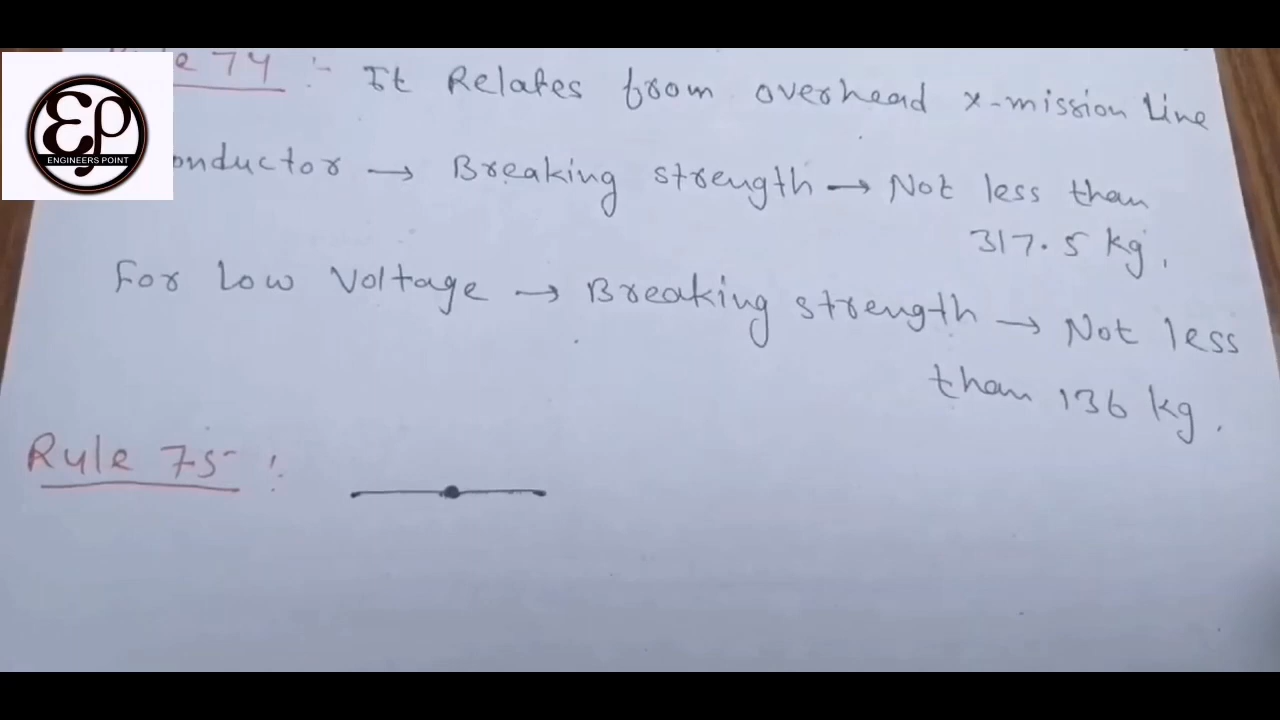 74 :- It Relates from overhead x-mission Line
onductor → Breaking strength → Not less than
317.5 kg.
For Low Voltage → Breaking strength → Not less
than 136 kg.
Rule 75 :
EP
ENGINEERS POINT